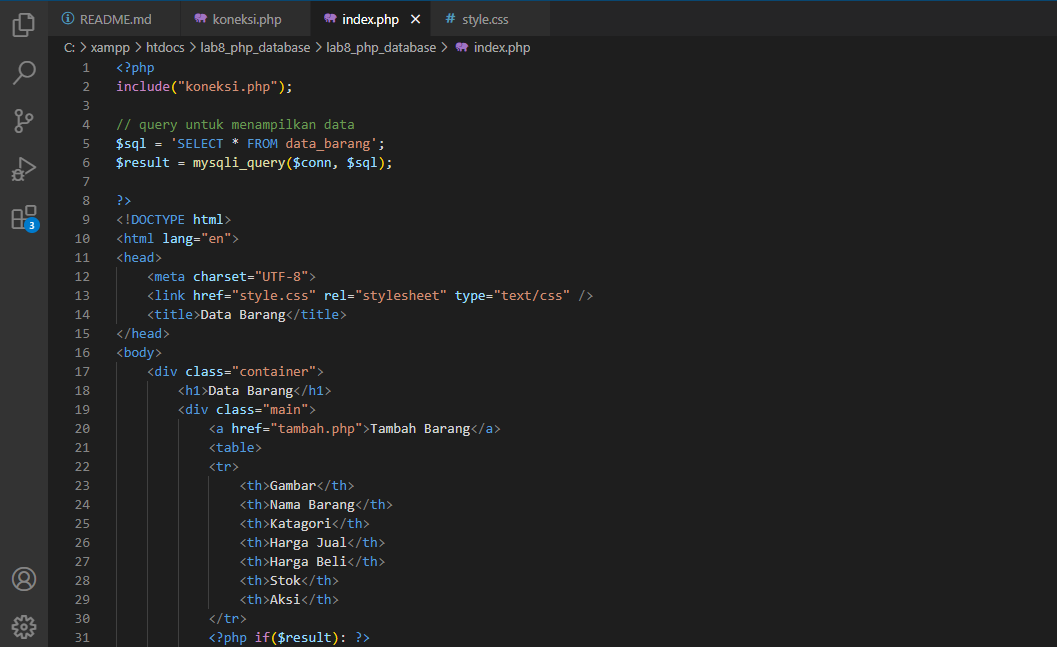 README.md koneksi.php index.php style.css
C: > xampp > htdocs > lab8_php_database > lab8_php_database > index.php
1 <?php
2 include("koneksi.php");
3
4 // query untuk menampilkan data
5 $sql = 'SELECT * FROM data_barang';
6 $result = mysqli_query($conn, $sql);
7
8 ?>
9 <!DOCTYPE html>
10 <html lang="en">
11 <head>
12 <meta charset="UTF-8">
13 <link href="style.css" rel="stylesheet" type="text/css" />
14 <title>Data Barang</title>
15 </head>
16 <body>
17 <div class="container">
18 <h1>Data Barang</h1>
19 <div class="main">
20 <a href="tambah.php">Tambah Barang</a>
21 <table>
22 <tr>
23 <th>Gambar</th>
24 <th>Nama Barang</th>
25 <th>Katagori</th>
26 <th>Harga Jual</th>
27 <th>Harga Beli</th>
28 <th>Stok</th>
29 <th>Aksi</th>
30 </tr>
31 <?php if($result): ?>
3